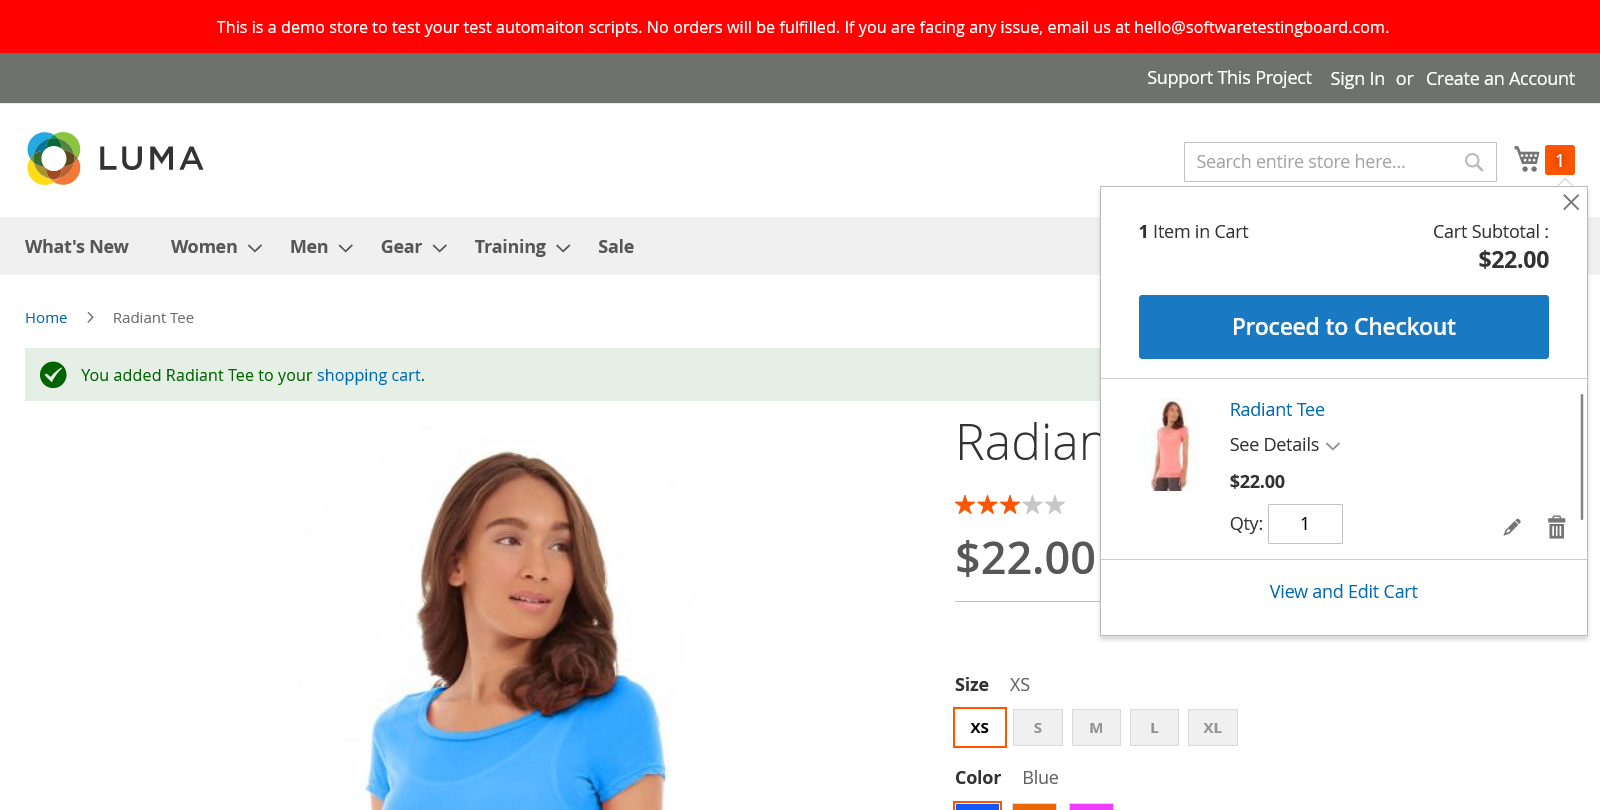 This is a demo store to test your test automaiton scripts. No orders will be fulfilled. If you are facing any issue, email us at hello@softwaretestingboard.com.
Support This Project Sign In or Create an Account
LUMA
Search entire store here...
1
What's New Women Men Gear Training Sale
1 Item in Cart
Cart Subtotal :
$22.00
Proceed to Checkout
Home Radiant Tee
You added Radiant Tee to your shopping cart.
Radiant Tee
See Details
$22.00
Qty: 1
View and Edit Cart
$22.00
Size XS
XS S M L XL
Color Blue